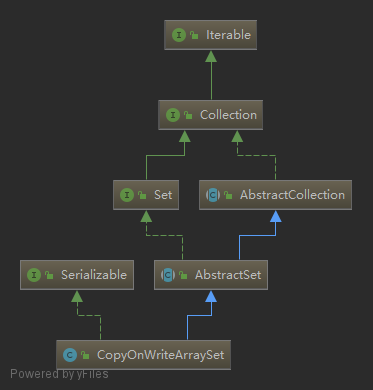 I Iterable
I Collection
I Set
C AbstractCollection
I Serializable
C AbstractSet
C CopyOnWriteArraySet
Powered by yFiles